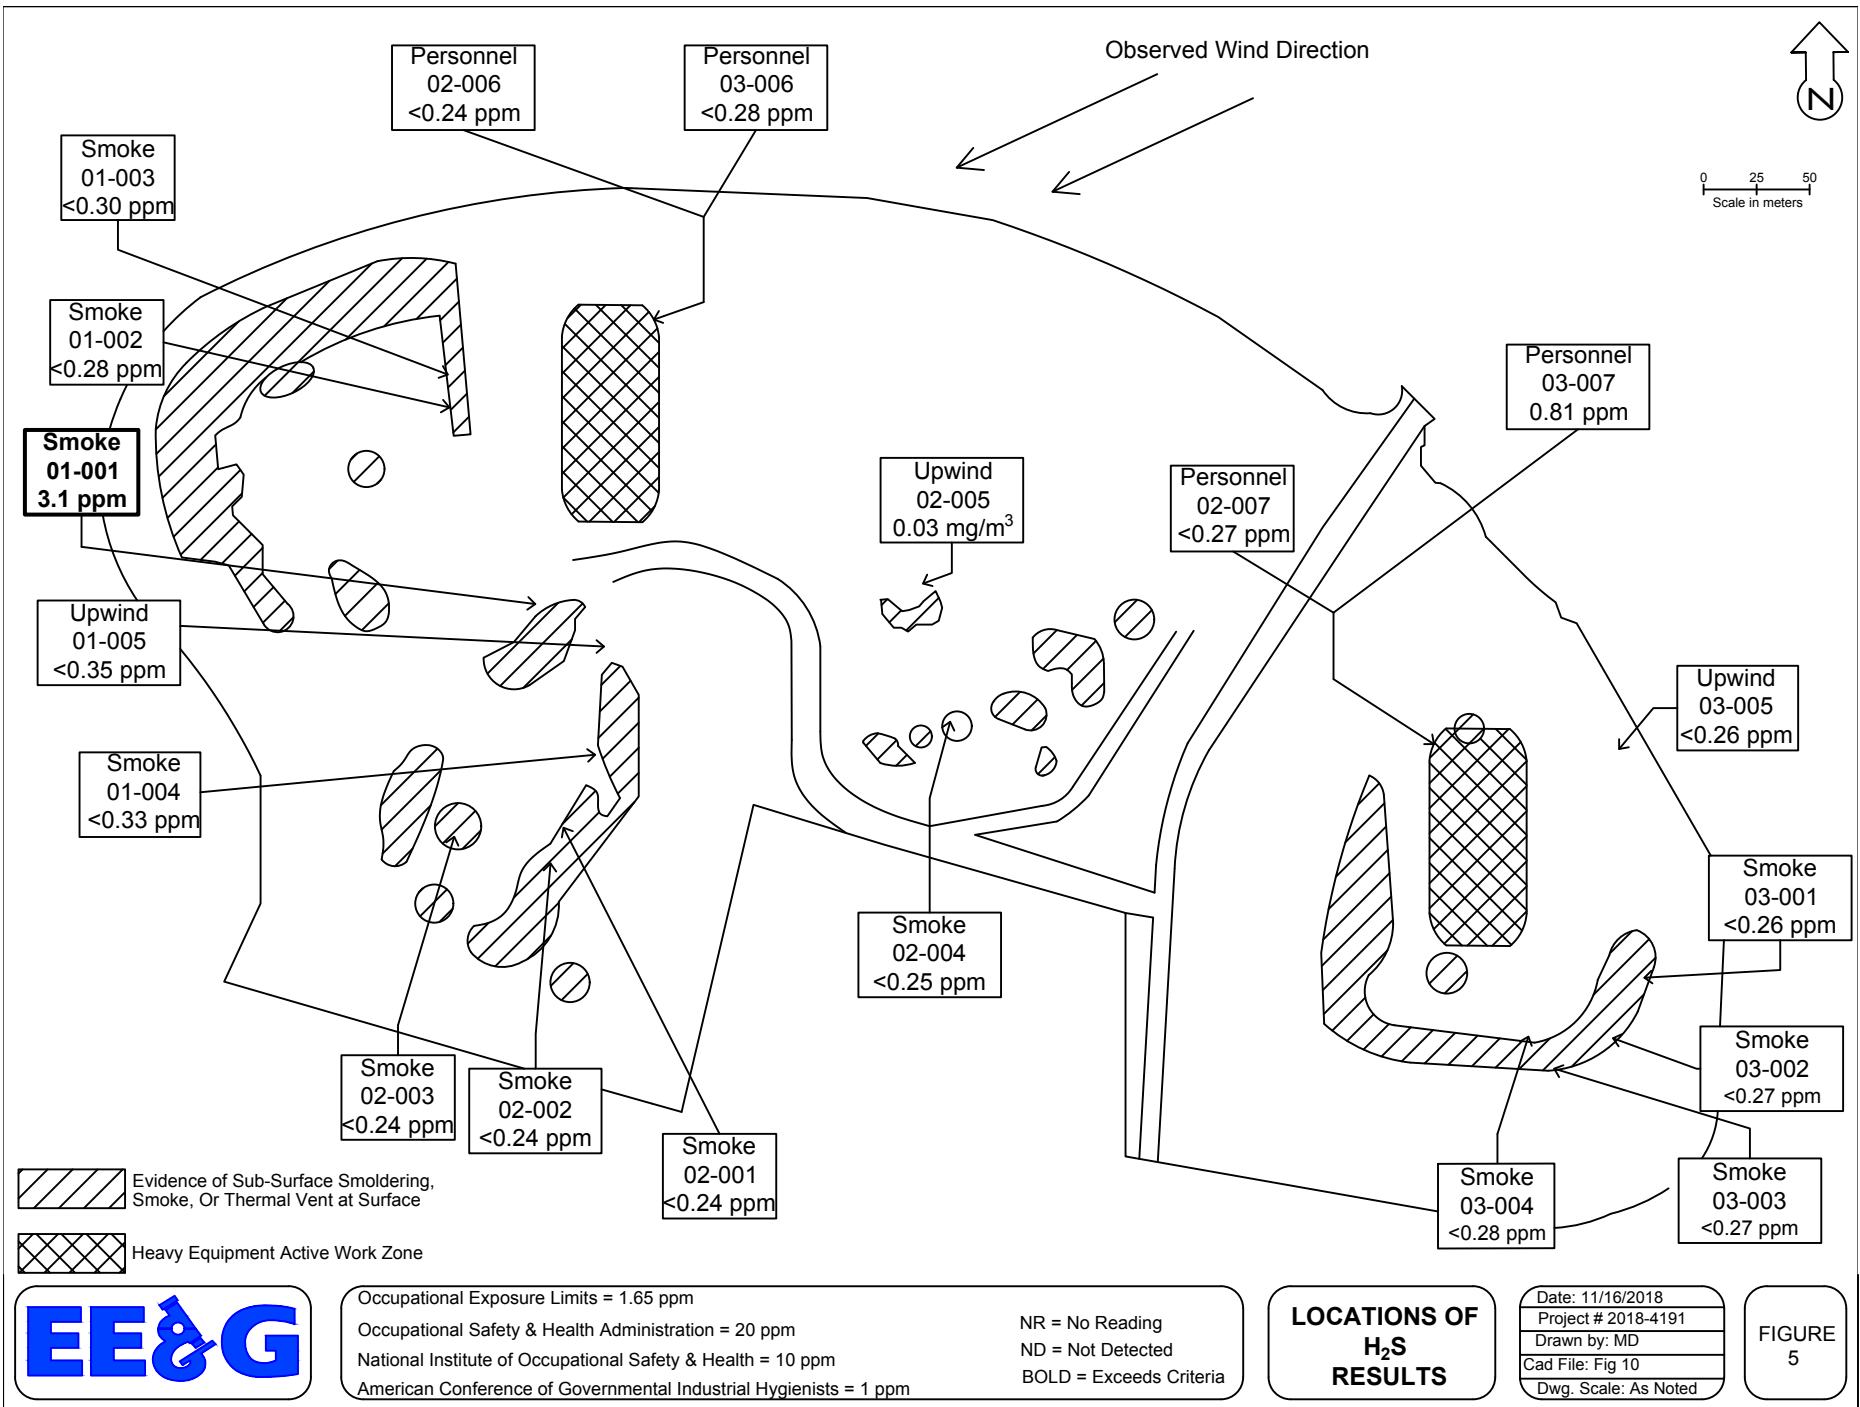 Observed Wind Direction
N
0 25 50
Scale in meters
Personnel
02-006
<0.24 ppm
Personnel
03-006
<0.28 ppm
Smoke
01-003
<0.30 ppm
Smoke
01-002
<0.28 ppm
Smoke
01-001
3.1 ppm
Upwind
01-005
<0.35 ppm
Smoke
01-004
<0.33 ppm
Upwind
02-005
0.03 mg/m³
Personnel
02-007
<0.27 ppm
Personnel
03-007
0.81 ppm
Upwind
03-005
<0.26 ppm
Smoke
03-001
<0.26 ppm
Smoke
03-002
<0.27 ppm
Smoke
03-003
<0.27 ppm
Smoke
03-004
<0.28 ppm
Smoke
02-004
<0.25 ppm
Smoke
02-003
<0.24 ppm
Smoke
02-002
<0.24 ppm
Smoke
02-001
<0.24 ppm
Evidence of Sub-Surface Smoldering,
Smoke, Or Thermal Vent at Surface
Heavy Equipment Active Work Zone
EE&G
Occupational Exposure Limits = 1.65 ppm
Occupational Safety & Health Administration = 20 ppm
National Institute of Occupational Safety & Health = 10 ppm
American Conference of Governmental Industrial Hygienists = 1 ppm
NR = No Reading
ND = Not Detected
BOLD = Exceeds Criteria
LOCATIONS OF
H₂S
RESULTS
Date: 11/16/2018
Project # 2018-4191
Drawn by: MD
Cad File: Fig 10
Dwg. Scale: As Noted
FIGURE
5